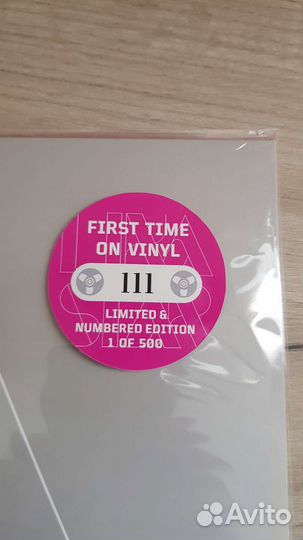 FIRST TIME
ON VINYL
111
LIMITED &
NUMBERED EDITION
1 OF 500
Avito